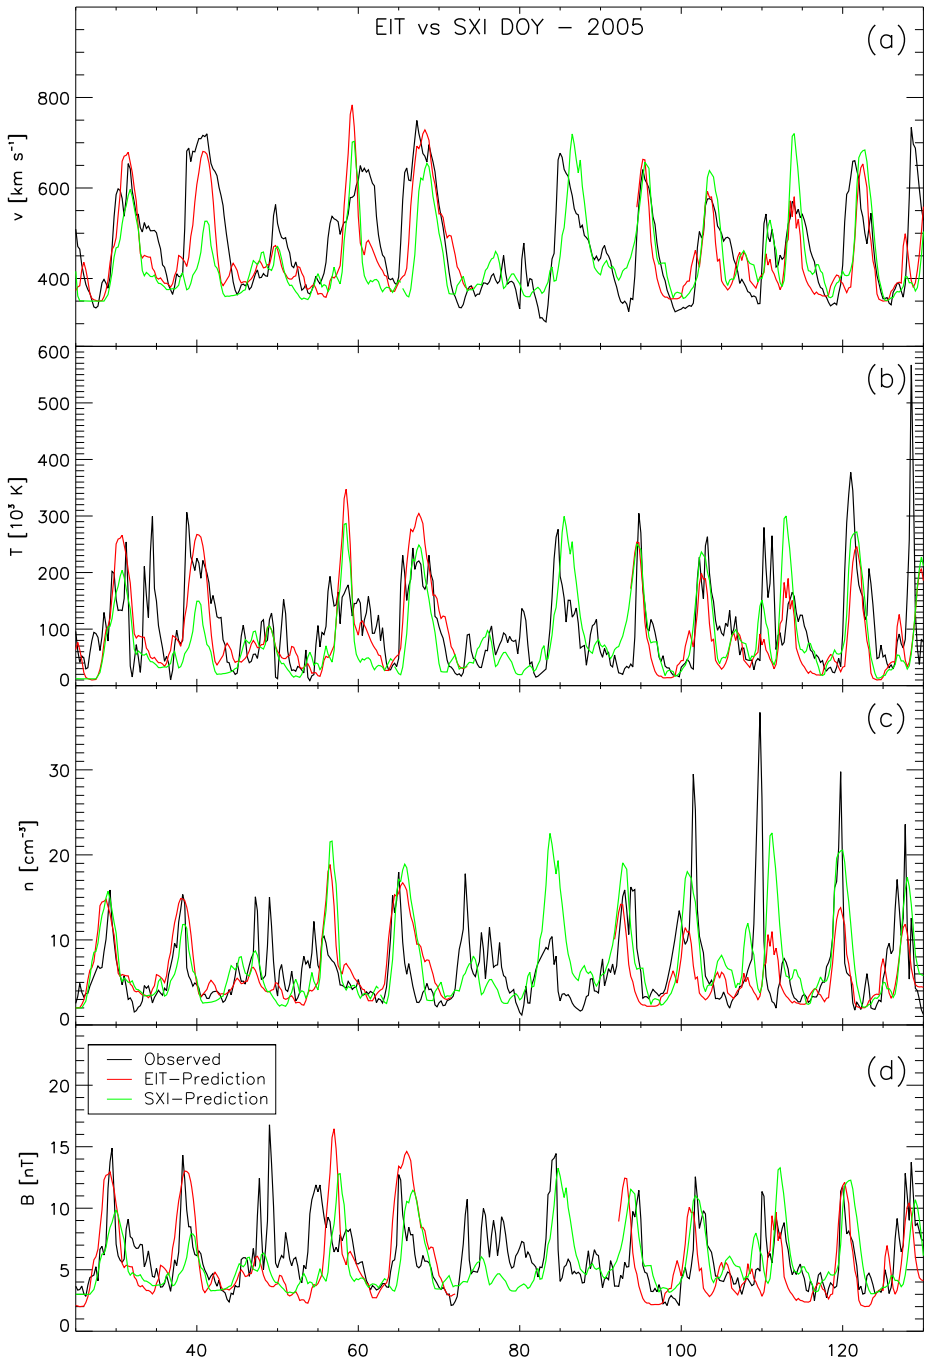 EIT vs SXI DOY − 2005
(a)
800
600
400
v [km s⁻¹]
(b)
600
500
400
300
200
100
0
T [10³ K]
(c)
30
20
10
0
n [cm⁻³]
(d)
Observed
EIT−Prediction
SXI−Prediction
20
15
10
5
0
B [nT]
40
60
80
100
120